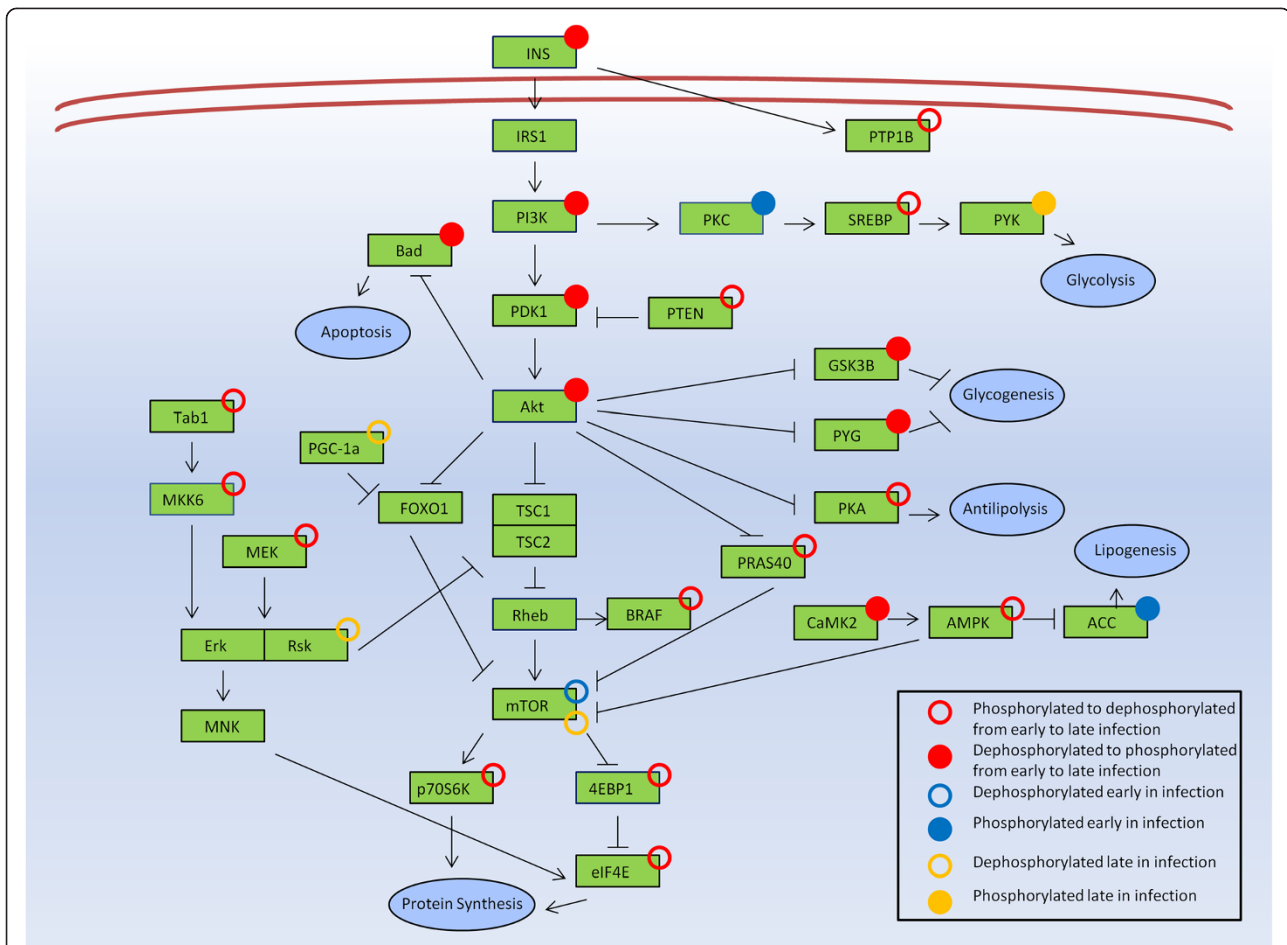 INS
IRS1
PTP1B
PI3K
PKC
SREBP
PYK
Bad
Glycolysis
PDK1
PTEN
Apoptosis
GSK3B
Akt
Glycogenesis
Tab1
PYG
PGC-1a
MKK6
FOXO1
TSC1
PKA
Antilipolysis
TSC2
MEK
PRAS40
Lipogenesis
Rheb
BRAF
CaMK2
AMPK
ACC
Erk
Rsk
mTOR
MNK
p70S6K
4EBP1
eIF4E
Protein Synthesis
Phosphorylated to dephosphorylated
from early to late infection
Dephosphorylated to phosphorylated
from early to late infection
Dephosphorylated early in infection
Phosphorylated early in infection
Dephosphorylated late in infection
Phosphorylated late in infection